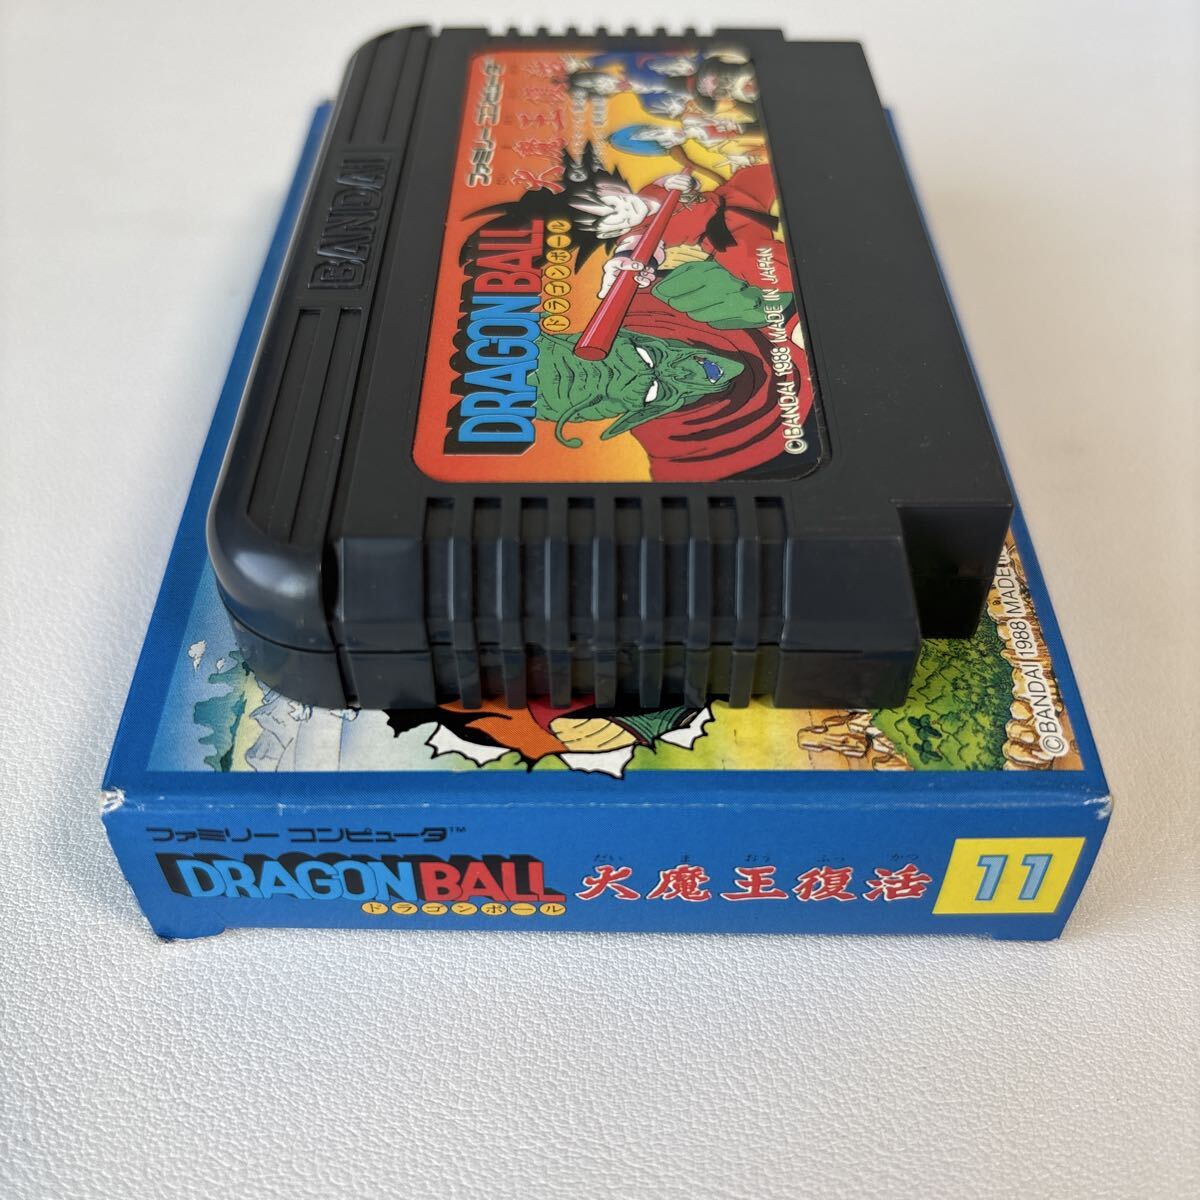 BANDAI
ファミリーコンピュータ
大魔王復活
DRAGON BALL
ドラゴンボール
©BANDAI 1988 MADE IN JAPAN
©BANDAI 1988 MADE
ファミリー コンピュータ™
DRAGON BALL
ドラゴンボール
だい ま おう ふっ かつ
大魔王復活
11